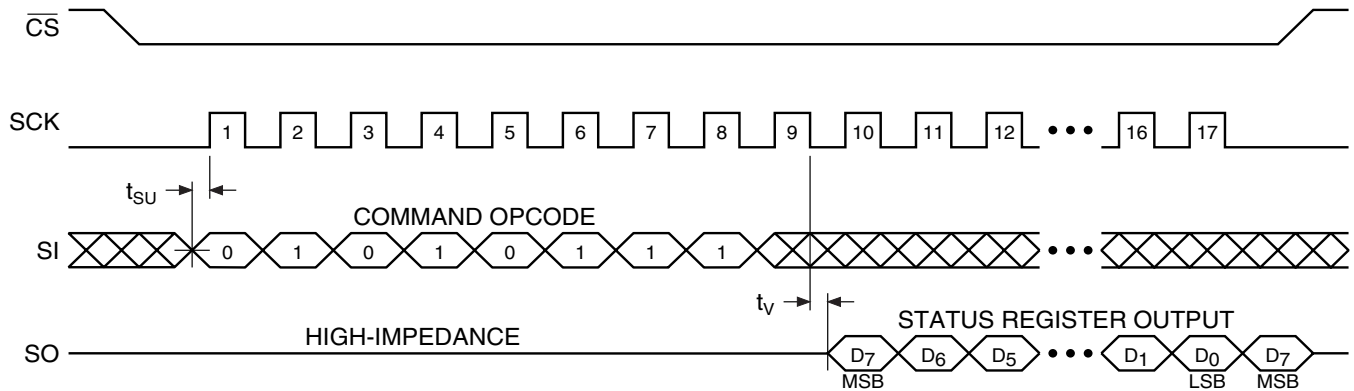 CS
SCK 1 2 3 4 5 6 7 8 9 10 11 12 • • • 16 17
tSU
COMMAND OPCODE
SI 0 1 0 1 0 1 1 1 • • •
tV
HIGH-IMPEDANCE STATUS REGISTER OUTPUT
SO D7 D6 D5 • • • D1 D0 D7
MSB LSB MSB